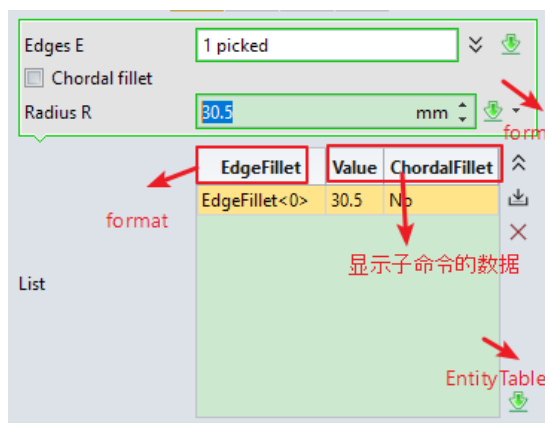 Edges E
1 picked
Chordal fillet
Radius R
30.5
mm
form
EdgeFillet
Value
ChordalFillet
EdgeFillet<0>
30.5
No
format
显示子命令的数据
List
EntityTable